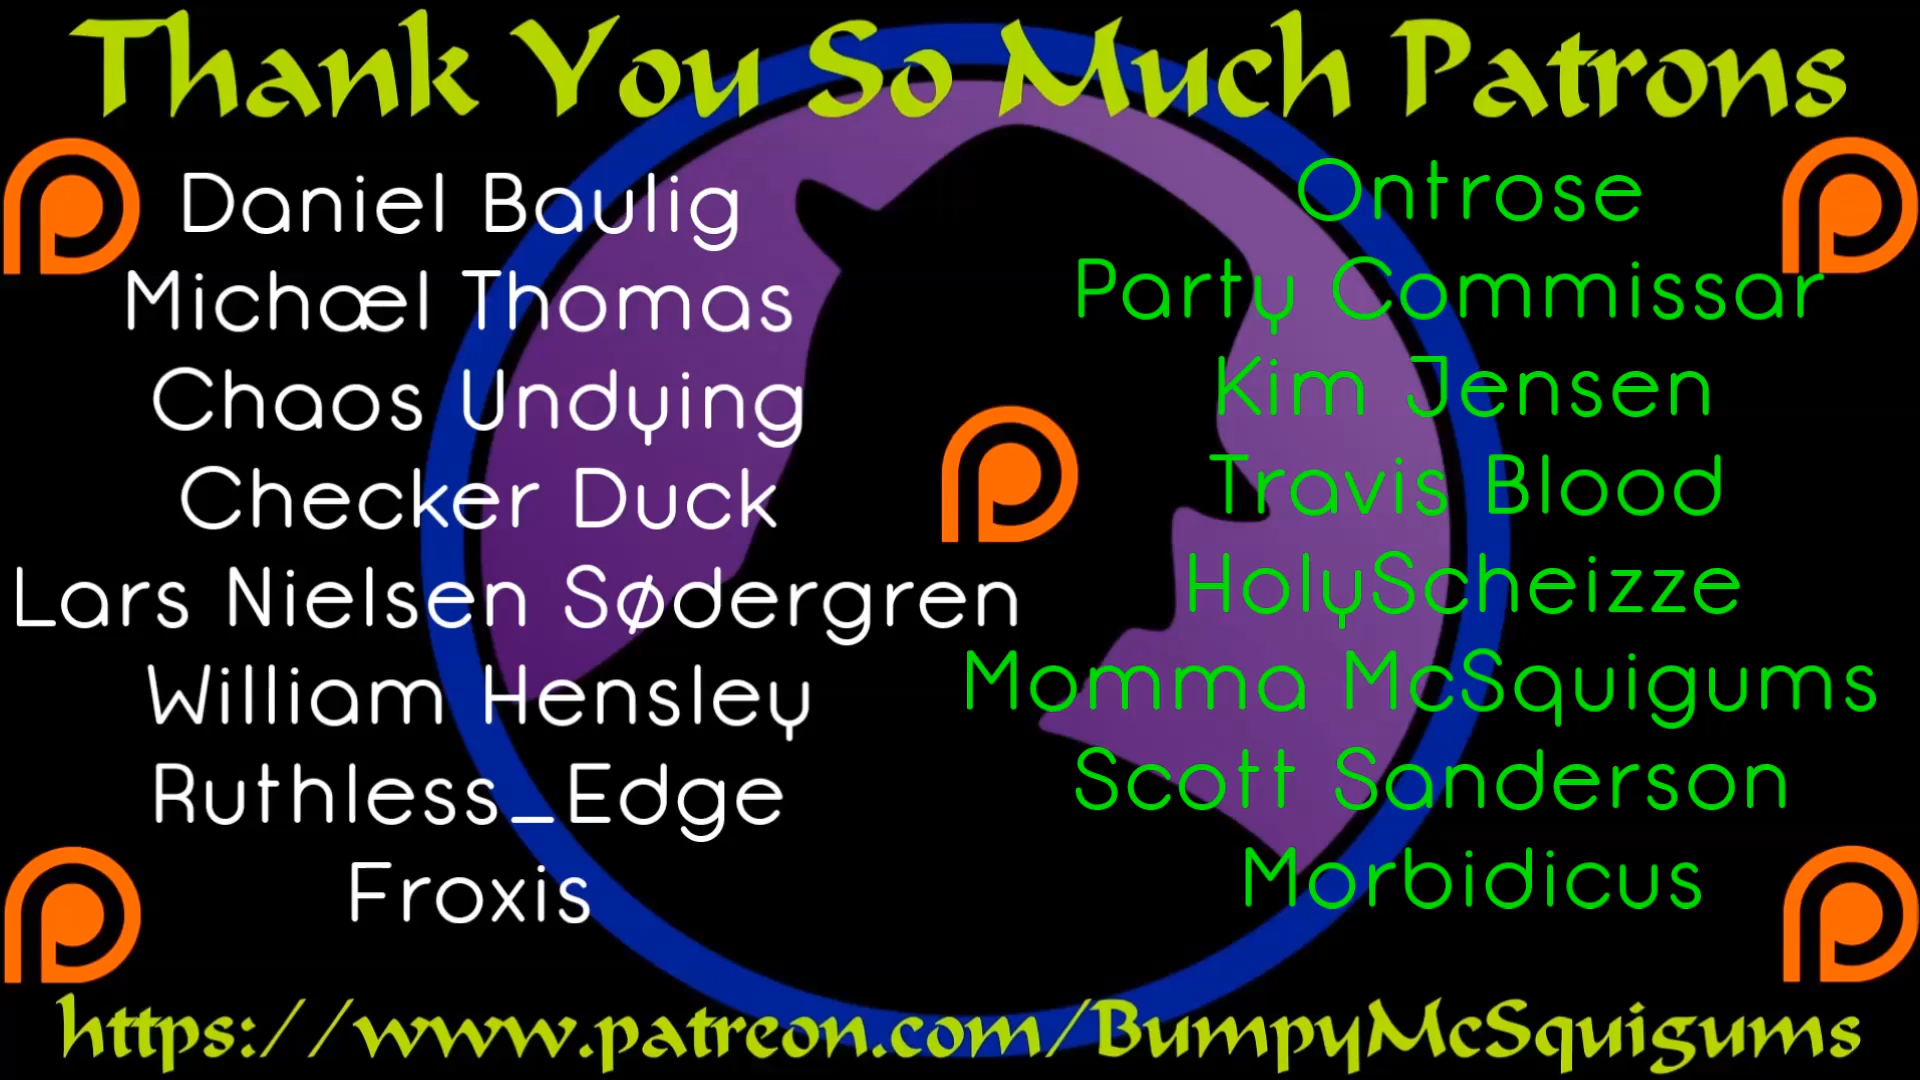 Thank You So Much Patrons
Daniel Baulig
Michael Thomas
Chaos Undying
Checker Duck
Lars Nielsen Sødergren
William Hensley
Ruthless_Edge
Froxis
Ontrose
Party Commissar
Kim Jensen
Travis Blood
HolyScheizze
Momma McSquigums
Scott Sanderson
Morbidicus
https://www.patreon.com/BumpyMcSquigums